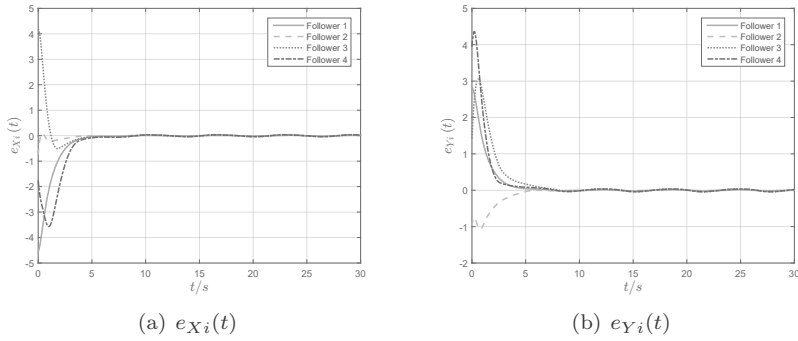 5
4
3
2
1
0
-1
-2
-3
-4
-5
0 5 10 15 20 25 30
e_{Xi}(t)
t/s
Follower 1
Follower 2
Follower 3
Follower 4
(a) e_{Xi}(t)
5
4
3
2
1
0
-1
-2
0 5 10 15 20 25 30
e_{Yi}(t)
t/s
Follower 1
Follower 2
Follower 3
Follower 4
(b) e_{Yi}(t)